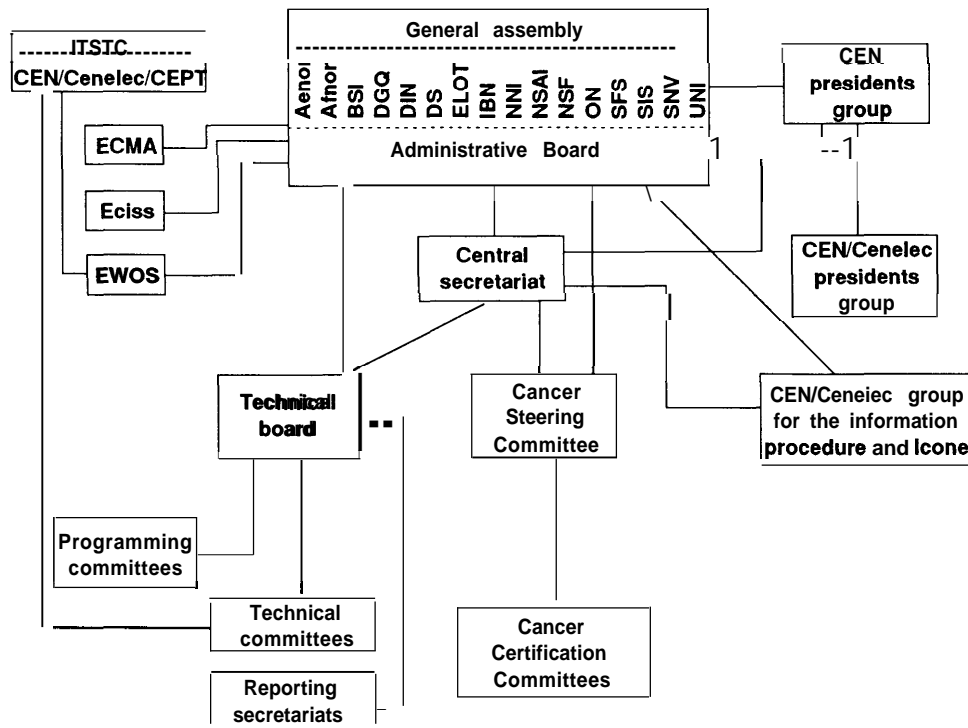 ITSTC
CEN/Cenelec/CEPT
General assembly
Aenol
Afnor
BSI
DGQ
DIN
DS
ELOT
IBN
NNI
NSAI
NSF
ON
SFS
SIS
SNV
UNI
Administrative Board
CEN
presidents
group
1
--1
ECMA
Eciss
EWOS
Central
secretariat
CEN/Cenelec
presidents
group
Technicall
board
Cancer
Steering
Committee
CEN/Ceneiec group
for the information
procedure and Icone
Programming
committees
Technical
committees
Cancer
Certification
Committees
Reporting
secretariats